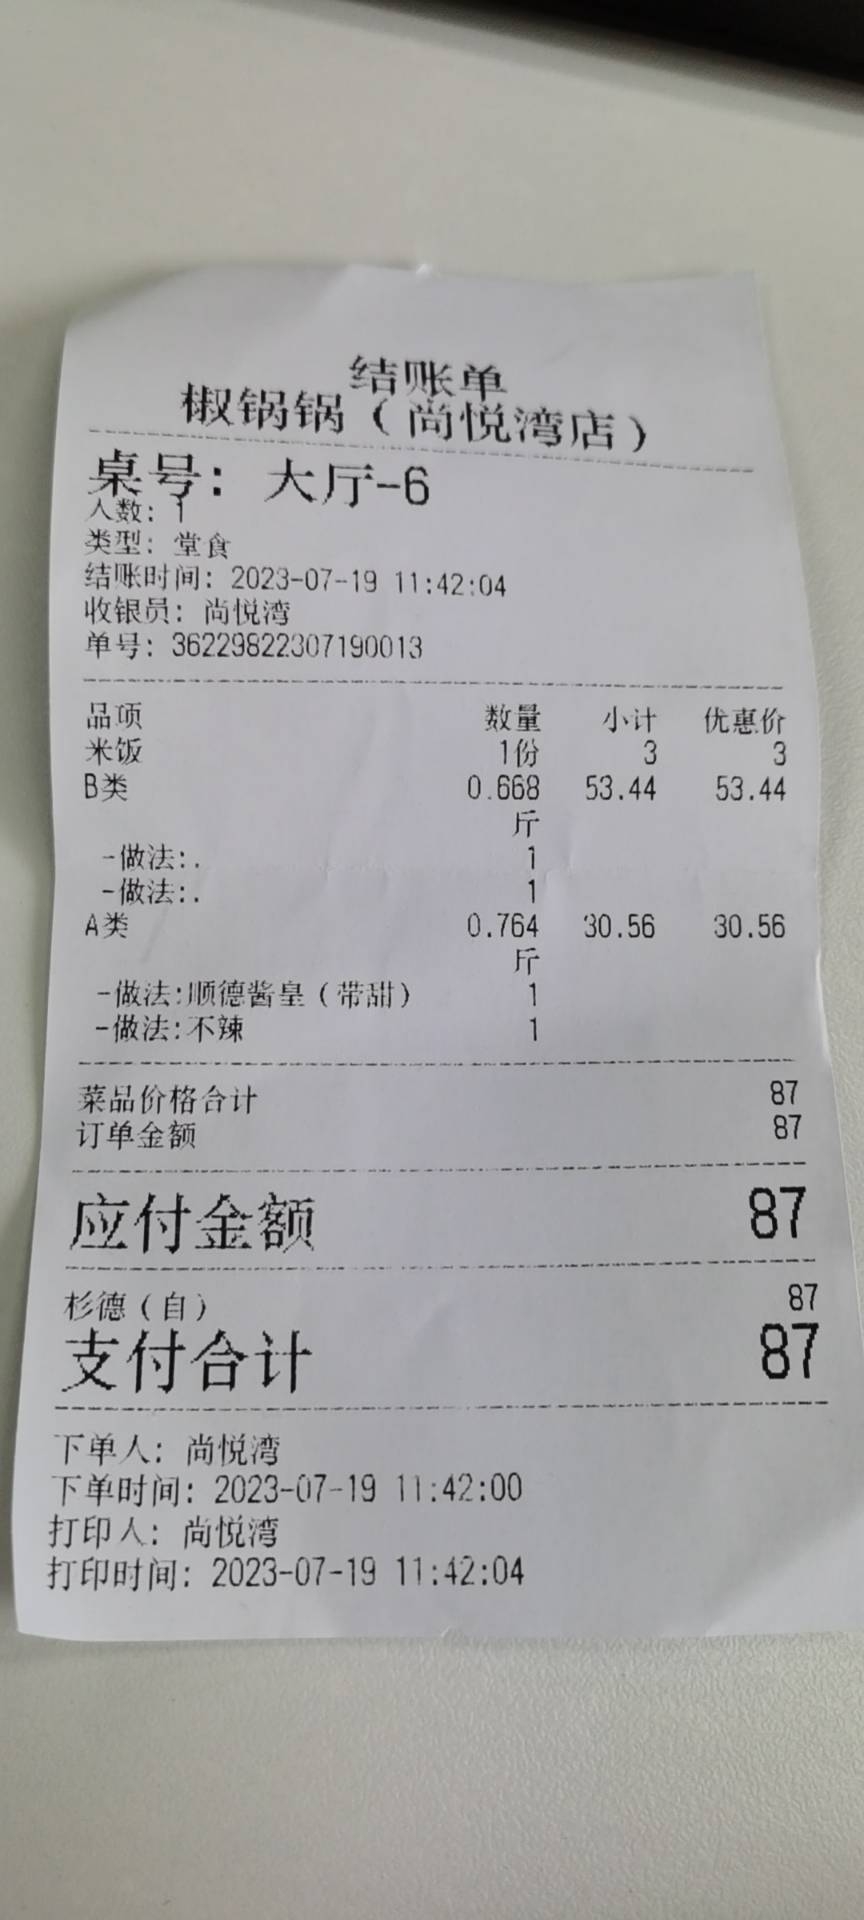 结账单
椒锅锅（尚悦湾店）
桌号: 大厅-6
人数: 1
类型: 堂食
结账时间: 2023-07-19 11:42:04
收银员: 尚悦湾
单号: 36229822307190013
品项 数量 小计 优惠价
米饭 1份 3 3
B类 0.668 53.44 53.44
斤
-做法:. 1
-做法:. 1
A类 0.764 30.56 30.56
斤
-做法:顺德酱皇（带甜） 1
-做法:不辣 1
菜品价格合计 87
订单金额 87
应付金额 87
杉德（自） 87
支付合计 87
下单人: 尚悦湾
下单时间: 2023-07-19 11:42:00
打印人: 尚悦湾
打印时间: 2023-07-19 11:42:04